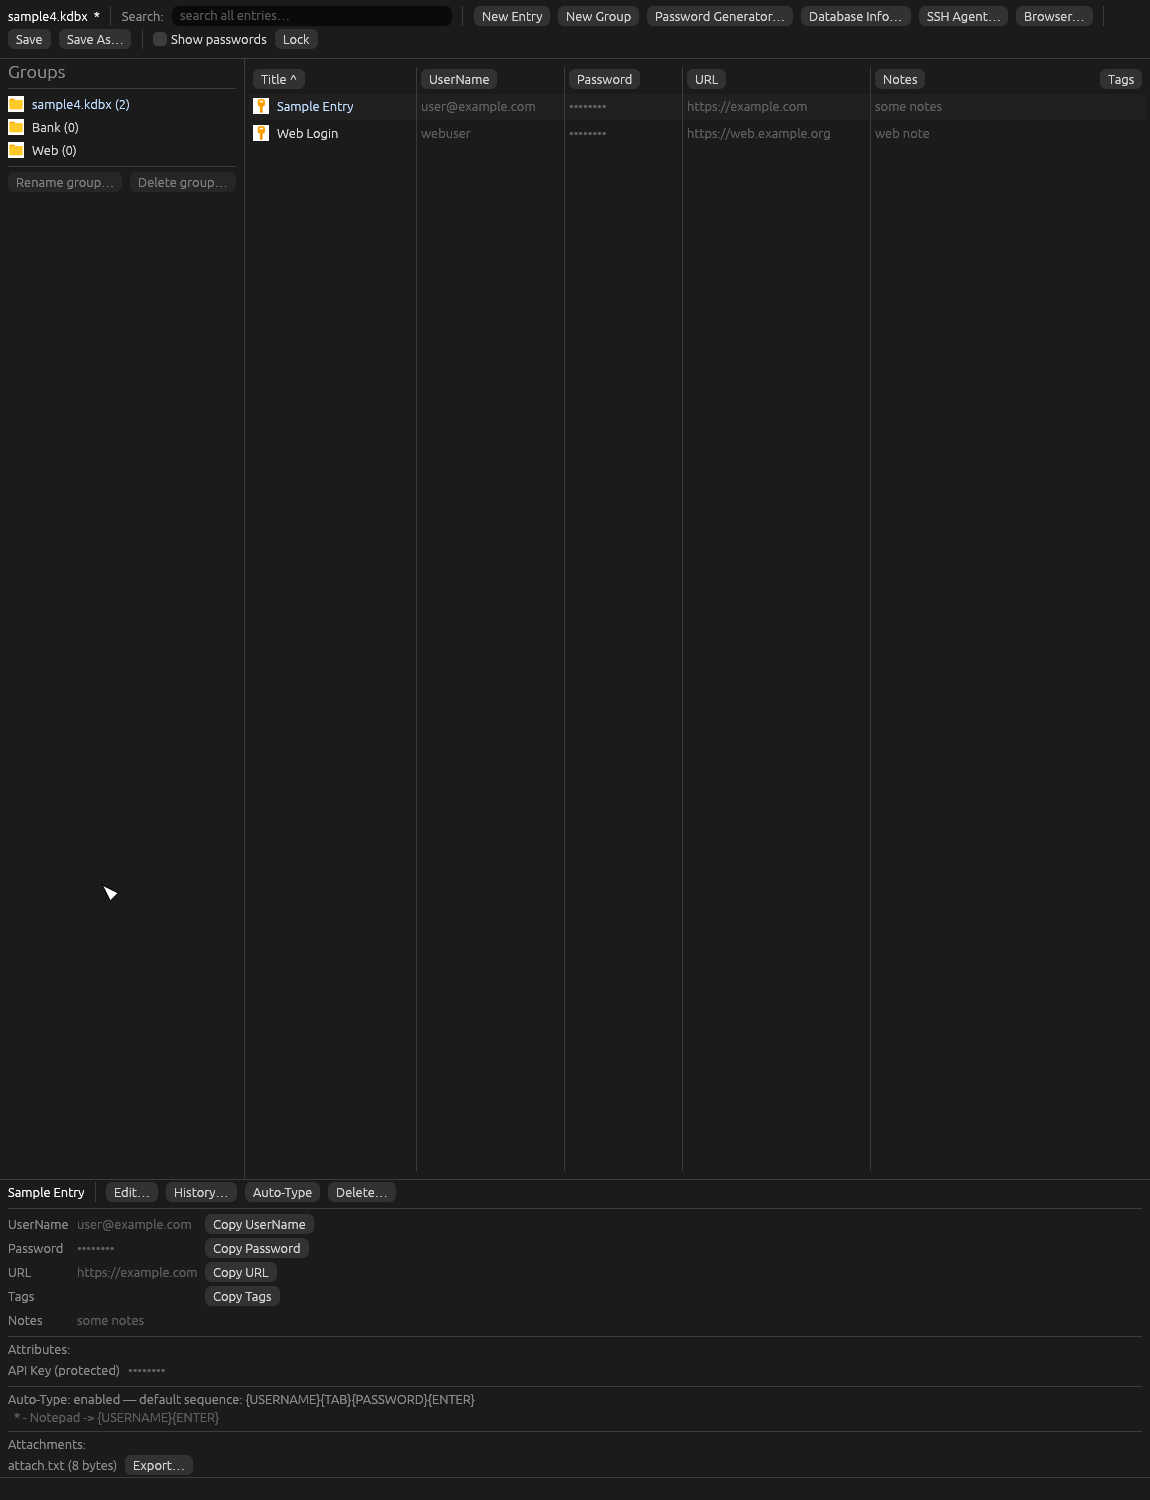 sample4.kdbx * Search: search all entries... New Entry New Group Password Generator... Database Info... SSH Agent... Browser...
Save Save As... Show passwords Lock
Groups
sample4.kdbx (2)
Bank (0)
Web (0)
Rename group... Delete group...
Title ^ UserName Password URL Notes Tags
Sample Entry user@example.com •••••••• https://example.com some notes
Web Login webuser •••••••• https://web.example.org web note
Sample Entry Edit... History... Auto-Type Delete...
UserName user@example.com Copy UserName
Password •••••••• Copy Password
URL https://example.com Copy URL
Tags Copy Tags
Notes some notes
Attributes:
API Key (protected) ••••••••
Auto-Type: enabled — default sequence: {USERNAME}{TAB}{PASSWORD}{ENTER}
* - Notepad -> {USERNAME}{ENTER}
Attachments:
attach.txt (8 bytes) Export...